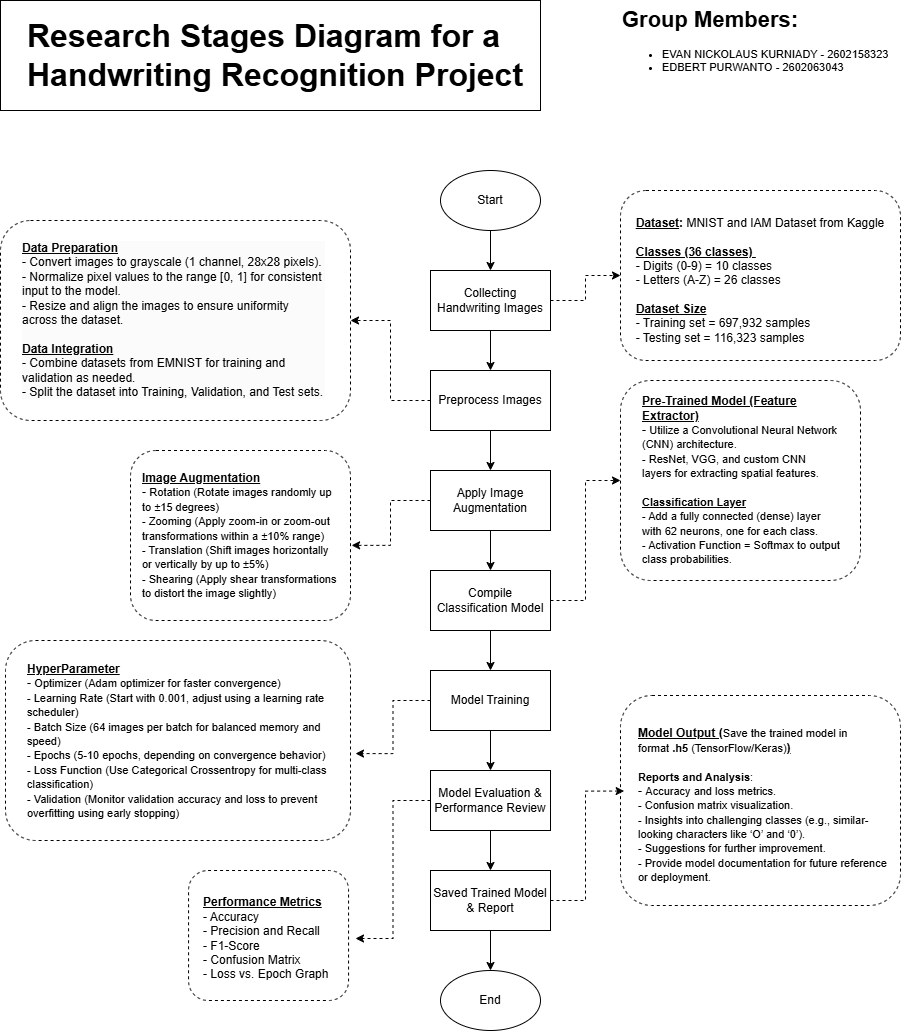 Research Stages Diagram for a
Handwriting Recognition Project
Group Members:
• EVAN NICKOLAUS KURNIADY - 2602158323
• EDBERT PURWANTO - 2602063043
Start
Collecting
Handwriting Images
Dataset: MNIST and IAM Dataset from Kaggle
Classes (36 classes)
- Digits (0-9) = 10 classes
- Letters (A-Z) = 26 classes
Dataset Size
- Training set = 697,932 samples
- Testing set = 116,323 samples
Preprocess Images
Data Preparation
- Convert images to grayscale (1 channel, 28x28 pixels).
- Normalize pixel values to the range [0, 1] for consistent
input to the model.
- Resize and align the images to ensure uniformity
across the dataset.
Data Integration
- Combine datasets from EMNIST for training and
validation as needed.
- Split the dataset into Training, Validation, and Test sets.
Apply Image
Augmentation
Image Augmentation
- Rotation (Rotate images randomly up
to ±15 degrees)
- Zooming (Apply zoom-in or zoom-out
transformations within a ±10% range)
- Translation (Shift images horizontally
or vertically by up to ±5%)
- Shearing (Apply shear transformations
to distort the image slightly)
Compile
Classification Model
Pre-Trained Model (Feature
Extractor)
- Utilize a Convolutional Neural Network
(CNN) architecture.
- ResNet, VGG, and custom CNN
layers for extracting spatial features.
Classification Layer
- Add a fully connected (dense) layer
with 62 neurons, one for each class.
- Activation Function = Softmax to output
class probabilities.
Model Training
HyperParameter
- Optimizer (Adam optimizer for faster convergence)
- Learning Rate (Start with 0.001, adjust using a learning rate
scheduler)
- Batch Size (64 images per batch for balanced memory and
speed)
- Epochs (5-10 epochs, depending on convergence behavior)
- Loss Function (Use Categorical Crossentropy for multi-class
classification)
- Validation (Monitor validation accuracy and loss to prevent
overfitting using early stopping)
Model Evaluation &
Performance Review
Performance Metrics
- Accuracy
- Precision and Recall
- F1-Score
- Confusion Matrix
- Loss vs. Epoch Graph
Saved Trained Model
& Report
Model Output (Save the trained model in
format .h5 (TensorFlow/Keras))
Reports and Analysis:
- Accuracy and loss metrics.
- Confusion matrix visualization.
- Insights into challenging classes (e.g., similar-
looking characters like ‘O’ and ‘0’).
- Suggestions for further improvement.
- Provide model documentation for future reference
or deployment.
End